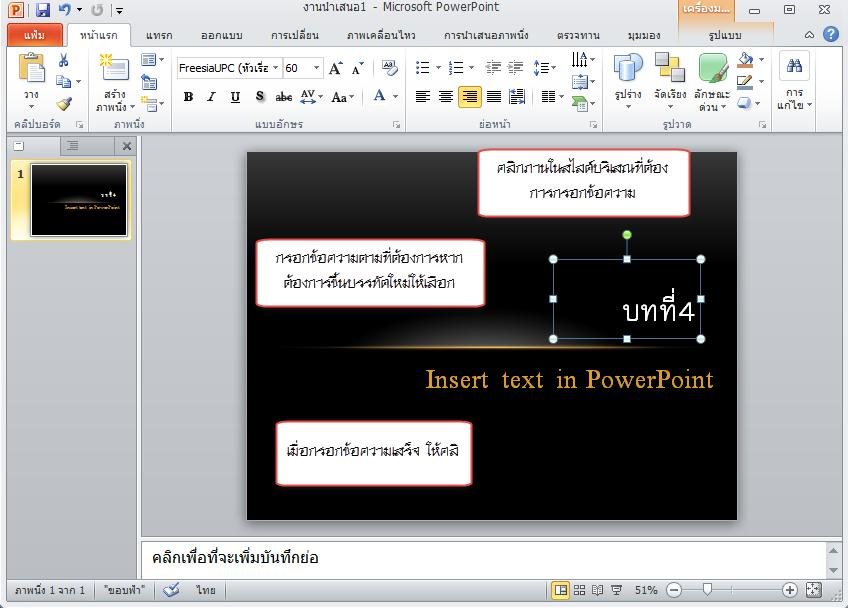 งานนำเสนอ1 - Microsoft PowerPoint
เครื่องม...
แฟ้ม หน้าแรก แทรก ออกแบบ การเปลี่ยน ภาพเคลื่อนไหว การนำเสนอภาพนิ่ง ตรวจทาน มุมมอง รูปแบบ
FreesiaUPC (หัวเรื่อ 60
วาง
สร้าง
ภาพนิ่ง
B I U S abc AV Aa A
รูปร่าง จัดเรียง ลักษณะ
ด่วน
การ
แก้ไข
คลิปบอร์ด ภาพนิ่ง แบบอักษร ย่อหน้า รูปวาด
1
บทที่4
Insert text in PowerPoint
คลิกภานในสไลด์บริเสณที่ต้อง
การกรอกข้อความ
กรอกข้อความตามที่ต้องการหาก
ต้องการขึ้นบรรทัดใหม่ให้เลือก
บทที่4
Insert text in PowerPoint
เมื่อกรอกข้อความเสร็จ ให้คลิ
คลิกเพื่อที่จะเพิ่มบันทึกย่อ
ภาพนิ่ง 1 จาก 1 "ขอบฟ้า" ไทย 51%